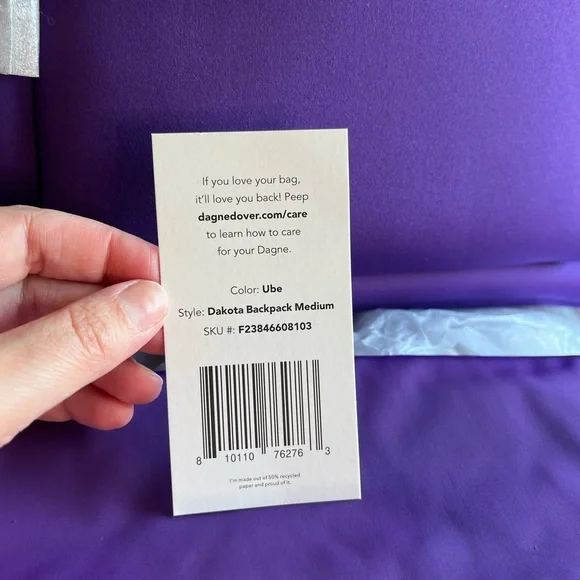 If you love your bag,
it'll love you back! Peep
dagnedover.com/care
to learn how to care
for your Dagne.
Color: Ube
Style: Dakota Backpack Medium
SKU #: F23846608103
8 10110 76276 3
I'm made out of 50% recycled
paper and proud of it.